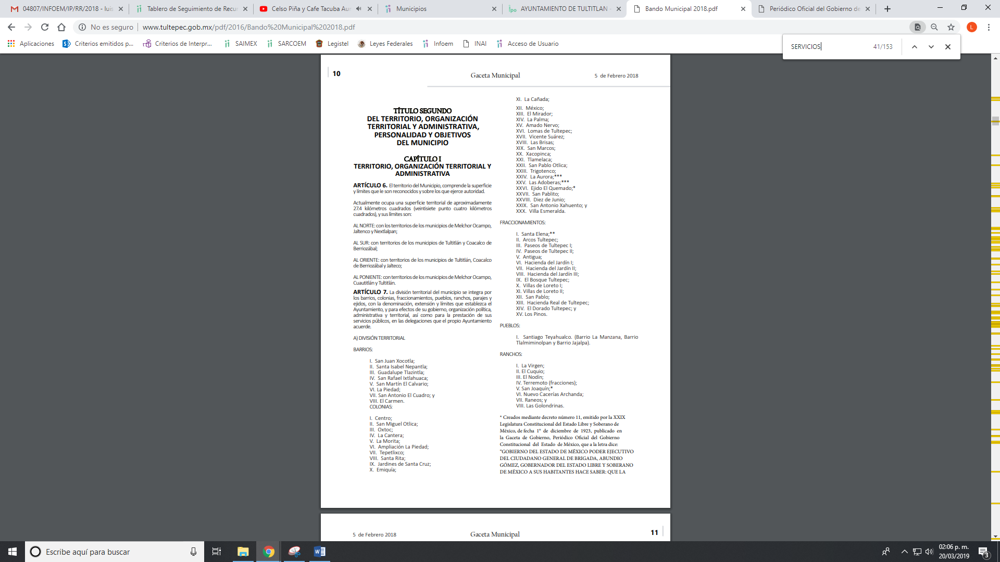 04807/INFOEM/IP/RR/2018 - luis
Tablero de Seguimiento de Recur
Celso Piña y Cafe Tacuba Aun
Municipios
AYUNTAMIENTO DE TULTITLAN -
Bando Municipal 2018.pdf
Periódico Oficial del Gobierno de
No es seguro | www.tultepec.gob.mx/pdf/2016/Bando%20Municipal%202018.pdf
L
Aplicaciones
Criterios emitidos p...
Criterios de Interpr...
SAIMEX
SARCOEM
Legistel
Leyes Federales
Infoem
INAI
Acceso de Usuario
SERVICIOS
41/153
10
Gaceta Municipal
5 de Febrero 2018
TÍTULO SEGUNDO
DEL TERRITORIO, ORGANIZACIÓN
TERRITORIAL Y ADMINISTRATIVA,
PERSONALIDAD Y OBJETIVOS
DEL MUNICIPIO
CAPÍTULO I
TERRITORIO, ORGANIZACIÓN TERRITORIAL Y
ADMINISTRATIVA
ARTÍCULO 6. El territorio del Municipio, comprende la superficie
y límites que le son reconocidos y sobre los que ejerce autoridad.
Actualmente ocupa una superficie territorial de aproximadamente
27.4 kilómetros cuadrados (veintisiete punto cuatro kilómetros
cuadrados), y sus límites son:
AL NORTE: con los territorios de los municipios de Melchor Ocampo,
Jaltenco y Nextlalpan;
AL SUR: con territorios de los municipios de Tultitlán y Coacalco de
Berriozábal;
AL ORIENTE: con territorios de los municipios de Tultitlán, Coacalco
de Berriozábal y Jalteco;
AL PONIENTE: con territorios de los municipios de Melchor Ocampo,
Cuautitlán y Tultitlán.
ARTÍCULO 7. La división territorial del municipio se integra por
los barrios, colonias, fraccionamientos, pueblos, ranchos, parajes y
ejidos, con la denominación, extensión y límites que establezca el
Ayuntamiento, y para efectos de su gobierno, organización política,
administrativa y territorial, así como para la prestación de sus
servicios públicos, en las delegaciones que el propio Ayuntamiento
acuerde.
A) DIVISIÓN TERRITORIAL
BARRIOS:
I. San Juan Xocotla;
II. Santa Isabel Nepantla;
III. Guadalupe Tlazintla;
IV. San Rafael Ixtlahuaca;
V. San Martín El Calvario;
VI. La Piedad;
VII. San Antonio El Cuadro; y
VIII. El Carmen.
COLONIAS:
I. Centro;
II. San Miguel Otlica;
III. Oxtoc;
IV. La Cantera;
V. La Morita;
VI. Ampliación La Piedad;
VII. Tepetlixco;
VIII. Santa Rita;
IX. Jardines de Santa Cruz;
X. Emiquía;
XI. La Cañada;
XII. México;
XIII. El Mirador;
XIV. La Palma;
XV. Amado Nervo;
XVI. Lomas de Tultepec;
XVII. Vicente Suárez;
XVIII. Las Brisas;
XIX. San Marcos;
XX. Xacopinca;
XXI. Tlamelaca;
XXII. San Pablo Otlica;
XXIII. Trigotenco;
XXIV. La Aurora;***
XXV. Las Adoberas;***
XXVI. Ejido El Quemado;*
XXVII. San Pablito;
XXVIII. Diez de Junio;
XXIX. San Antonio Xahuento; y
XXX. Villa Esmeralda.
FRACCIONAMIENTOS:
I. Santa Elena;**
II. Arcos Tultepec;
III. Paseos de Tultepec I;
IV. Paseos de Tultepec II;
V. Antigua;
VI. Hacienda del Jardín I;
VII. Hacienda del Jardín II;
VIII. Hacienda del Jardín III;
IX. El Bosque Tultepec;
X. Villas de Loreto I;
XI. Villas de Loreto II;
XII. San Pablo;
XIII. Hacienda Real de Tultepec;
XIV. El Dorado Tultepec; y
XV. Los Pinos.
PUEBLOS:
I. Santiago Teyahualco. (Barrio La Manzana, Barrio
Tlalmiminolpan y Barrio Jajalpa).
RANCHOS:
I. La Virgen;
II. El Cuquio;
III. El Nodín;
IV. Terremoto (fracciones);
V. San Joaquín;*
VI. Nuevo Cacerías Archanda;
VII. Raneos; y
VIII. Las Golondrinas.
* Creados mediante decreto número 11, emitido por la XXIX
Legislatura Constitucional del Estado Libre y Soberano de
México, de fecha 1° de diciembre de 1923, publicado en
la Gaceta de Gobierno, Periódico Oficial del Gobierno
Constitucional del Estado de México, que a la letra dice:
“GOBIERNO DEL ESTADO DE MÉXICO PODER EJECUTIVO
DEL CIUDADANO GENERAL DE BRIGADA, ABUNDIO
GÓMEZ, GOBERNADOR DEL ESTADO LIBRE Y SOBERANO
DE MÉXICO A SUS HABITANTES HACE SABER: QUE LA
5 de Febrero 2018
Gaceta Municipal
11
Escribe aquí para buscar
02:06 p. m.
20/03/2019
3